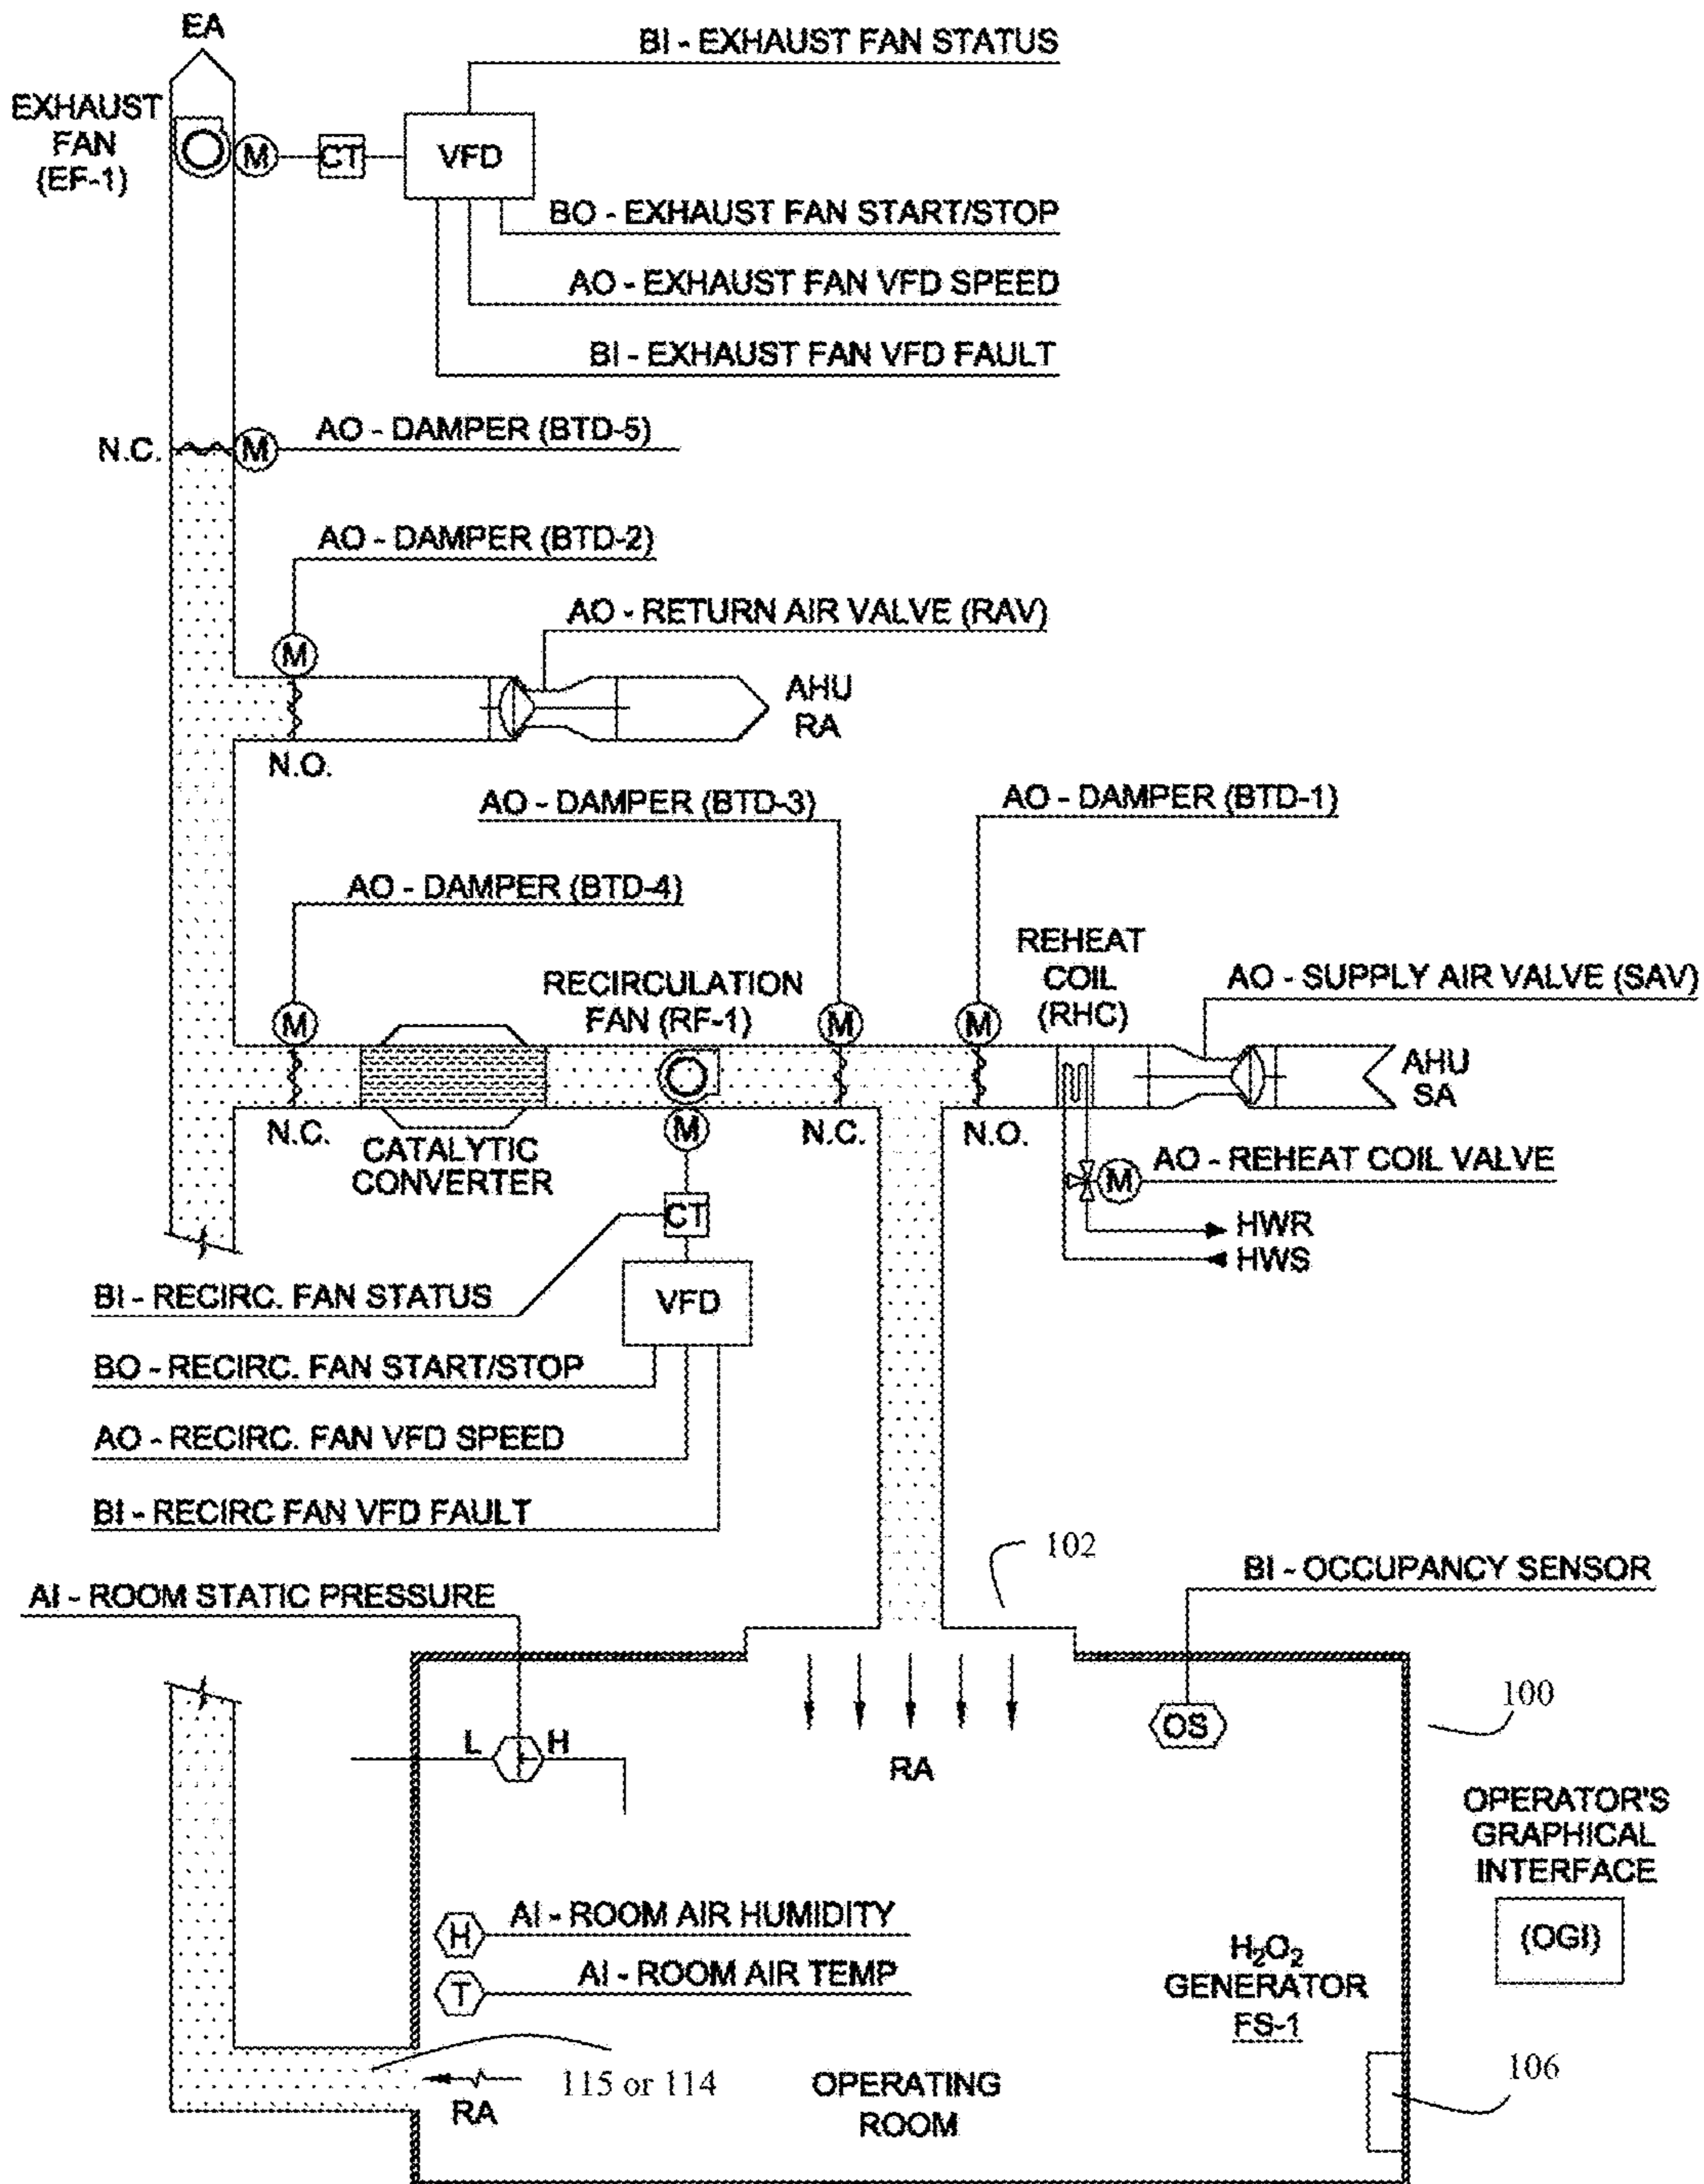 EA
BI - EXHAUST FAN STATUS
EXHAUST
FAN
(EF-1)
M
CT
VFD
BO - EXHAUST FAN START/STOP
AO - EXHAUST FAN VFD SPEED
BI - EXHAUST FAN VFD FAULT
N.C.
M
AO - DAMPER (BTD-5)
AO - DAMPER (BTD-2)
AO - RETURN AIR VALVE (RAV)
M
AHU
RA
N.O.
AO - DAMPER (BTD-3)
AO - DAMPER (BTD-1)
AO - DAMPER (BTD-4)
REHEAT
COIL
(RHC)
AO - SUPPLY AIR VALVE (SAV)
RECIRCULATION
FAN (RF-1)
M
M
M
AHU
SA
N.C.
CATALYTIC
CONVERTER
M
N.C.
N.O.
AO - REHEAT COIL VALVE
M
CT
HWR
HWS
BI - RECIRC. FAN STATUS
VFD
BO - RECIRC. FAN START/STOP
AO - RECIRC. FAN VFD SPEED
BI - RECIRC FAN VFD FAULT
102
BI - OCCUPANCY SENSOR
AI - ROOM STATIC PRESSURE
100
OS
L
H
RA
OPERATOR'S
GRAPHICAL
INTERFACE
(OGI)
H
AI - ROOM AIR HUMIDITY
T
AI - ROOM AIR TEMP
H₂O₂
GENERATOR
FS-1
115 or 114
RA
OPERATING
ROOM
106